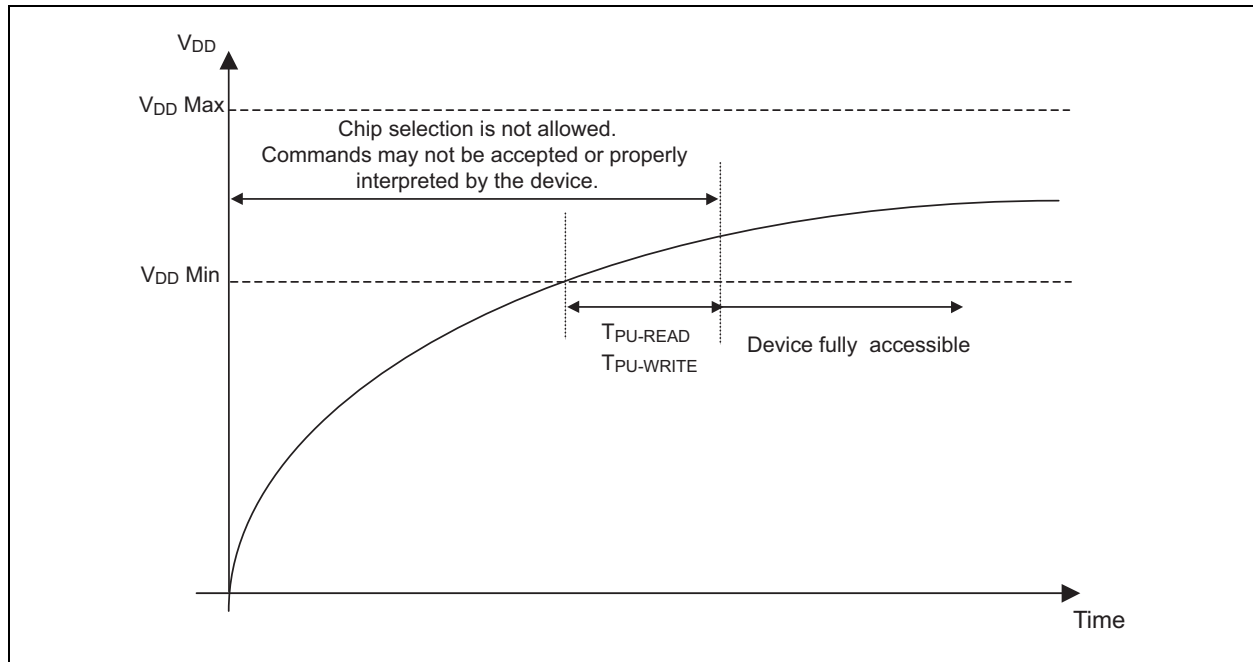 VDD
VDD Max
Chip selection is not allowed.
Commands may not be accepted or properly
interpreted by the device.
VDD Min
TPU-READ
TPU-WRITE
Device fully accessible
Time